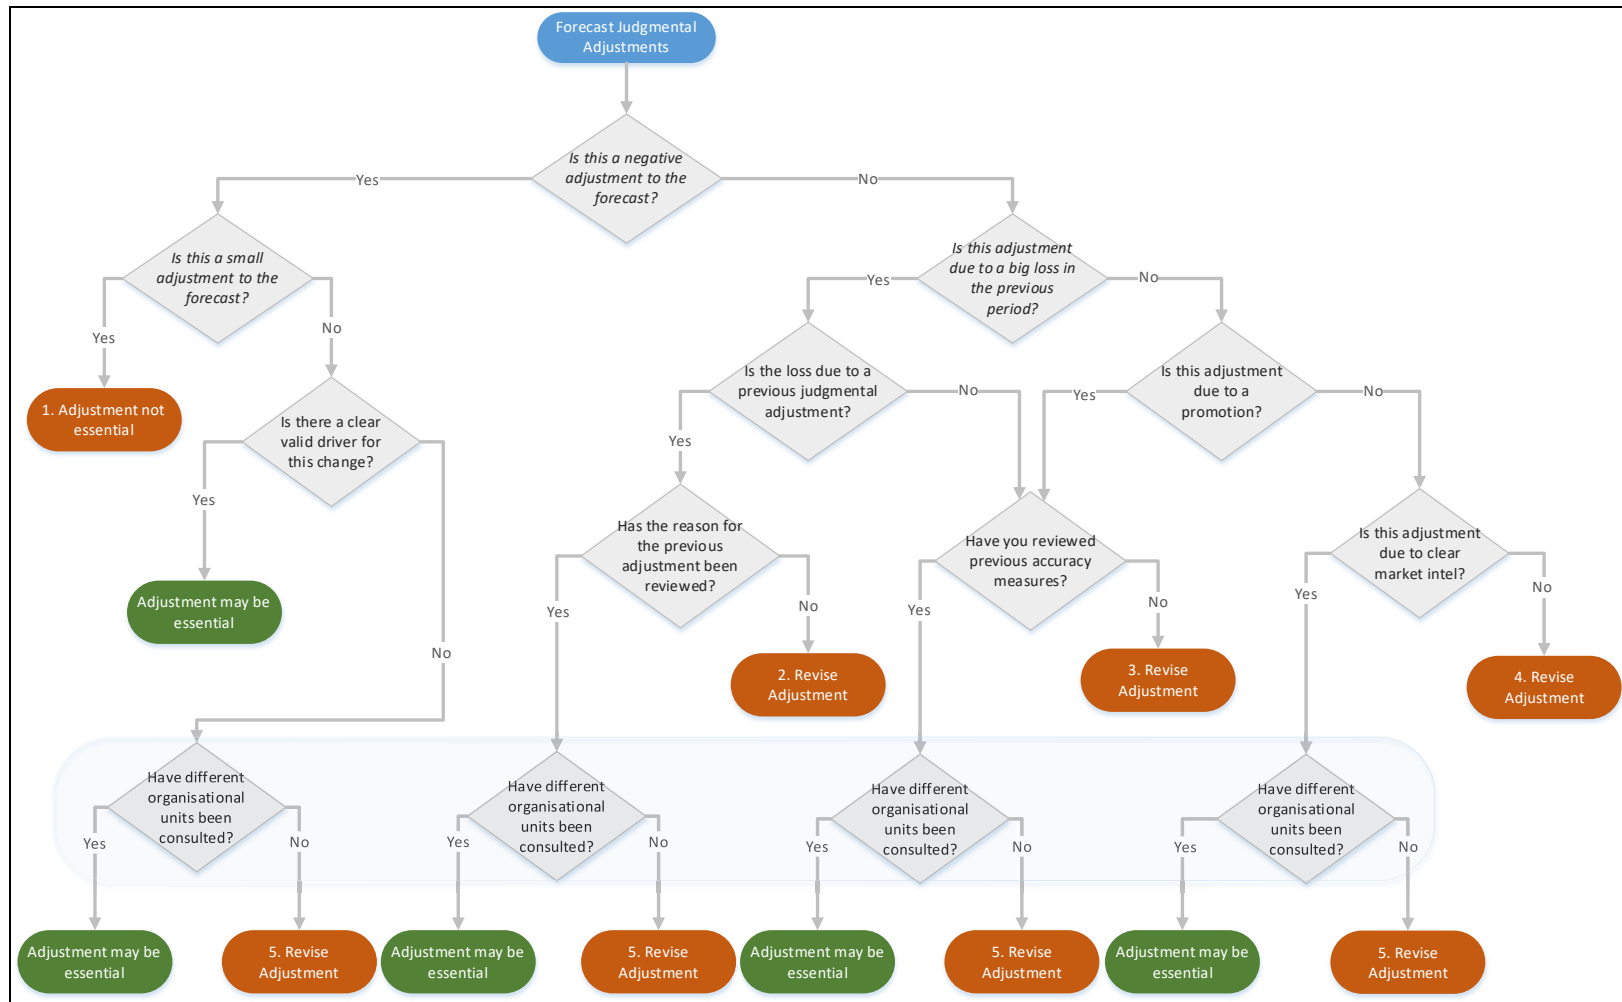 Forecast Judgmental
Adjustments
Is this a negative
adjustment to the
forecast?
Yes
No
Is this a small
adjustment to the
forecast?
Is this adjustment
due to a big loss in
the previous
period?
Yes
No
Yes
No
Is the loss due to a
previous judgmental
adjustment?
Is this adjustment
due to a
promotion?
Yes
No
Yes
No
1. Adjustment not
essential
Is there a clear
valid driver for
this change?
Yes
No
Has the reason for
the previous
adjustment been
reviewed?
Have you reviewed
previous accuracy
measures?
Is this adjustment
due to clear
market intel?
Adjustment may be
essential
Yes
No
Yes
No
Yes
No
2. Revise
Adjustment
3. Revise
Adjustment
4. Revise
Adjustment
Have different
organisational
units been
consulted?
Have different
organisational
units been
consulted?
Have different
organisational
units been
consulted?
Have different
organisational
units been
consulted?
Yes
No
Yes
No
Yes
No
Yes
No
Adjustment may be
essential
5. Revise
Adjustment
Adjustment may be
essential
5. Revise
Adjustment
Adjustment may be
essential
5. Revise
Adjustment
Adjustment may be
essential
5. Revise
Adjustment